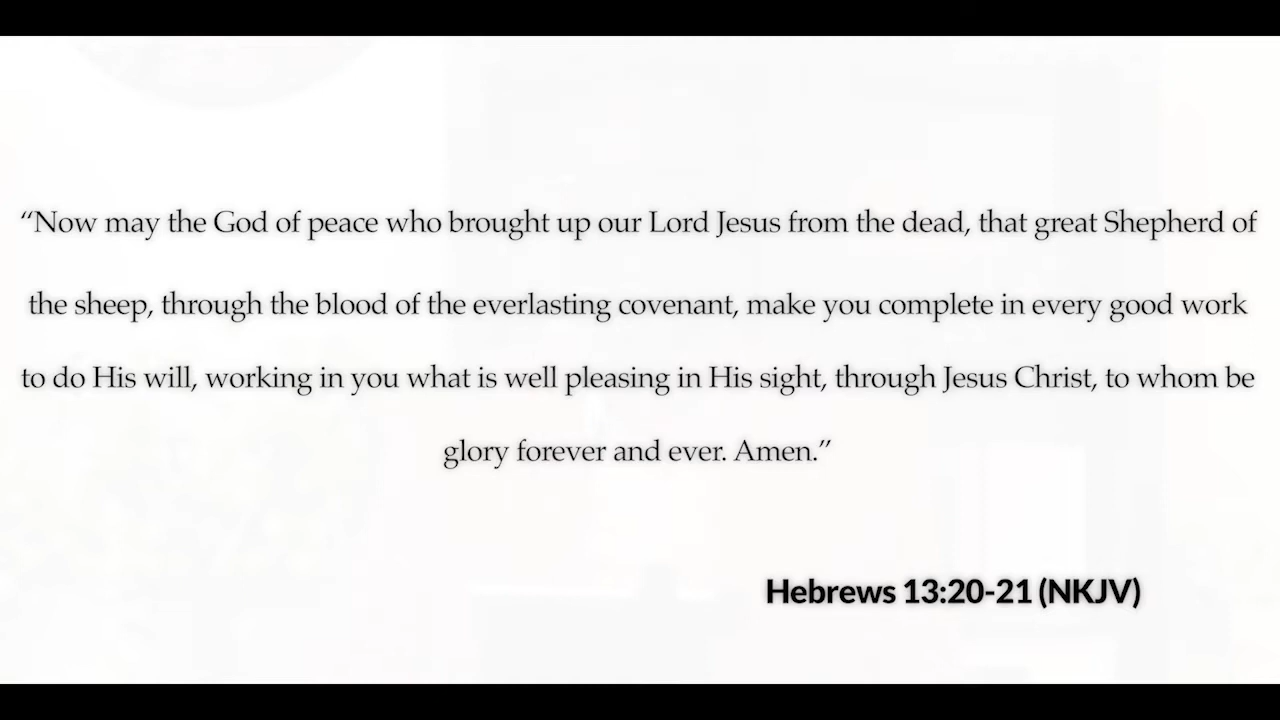 “Now may the God of peace who brought up our Lord Jesus from the dead, that great Shepherd of
the sheep, through the blood of the everlasting covenant, make you complete in every good work
to do His will, working in you what is well pleasing in His sight, through Jesus Christ, to whom be
glory forever and ever. Amen.”
Hebrews 13:20-21 (NKJV)